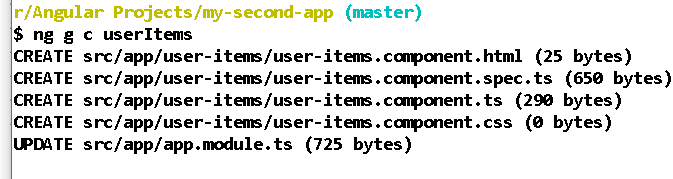 r/Angular Projects/my-second-app (master)
$ ng g c userItems
CREATE src/app/user-items/user-items.component.html (25 bytes)
CREATE src/app/user-items/user-items.component.spec.ts (650 bytes)
CREATE src/app/user-items/user-items.component.ts (290 bytes)
CREATE src/app/user-items/user-items.component.css (0 bytes)
UPDATE src/app/app.module.ts (725 bytes)